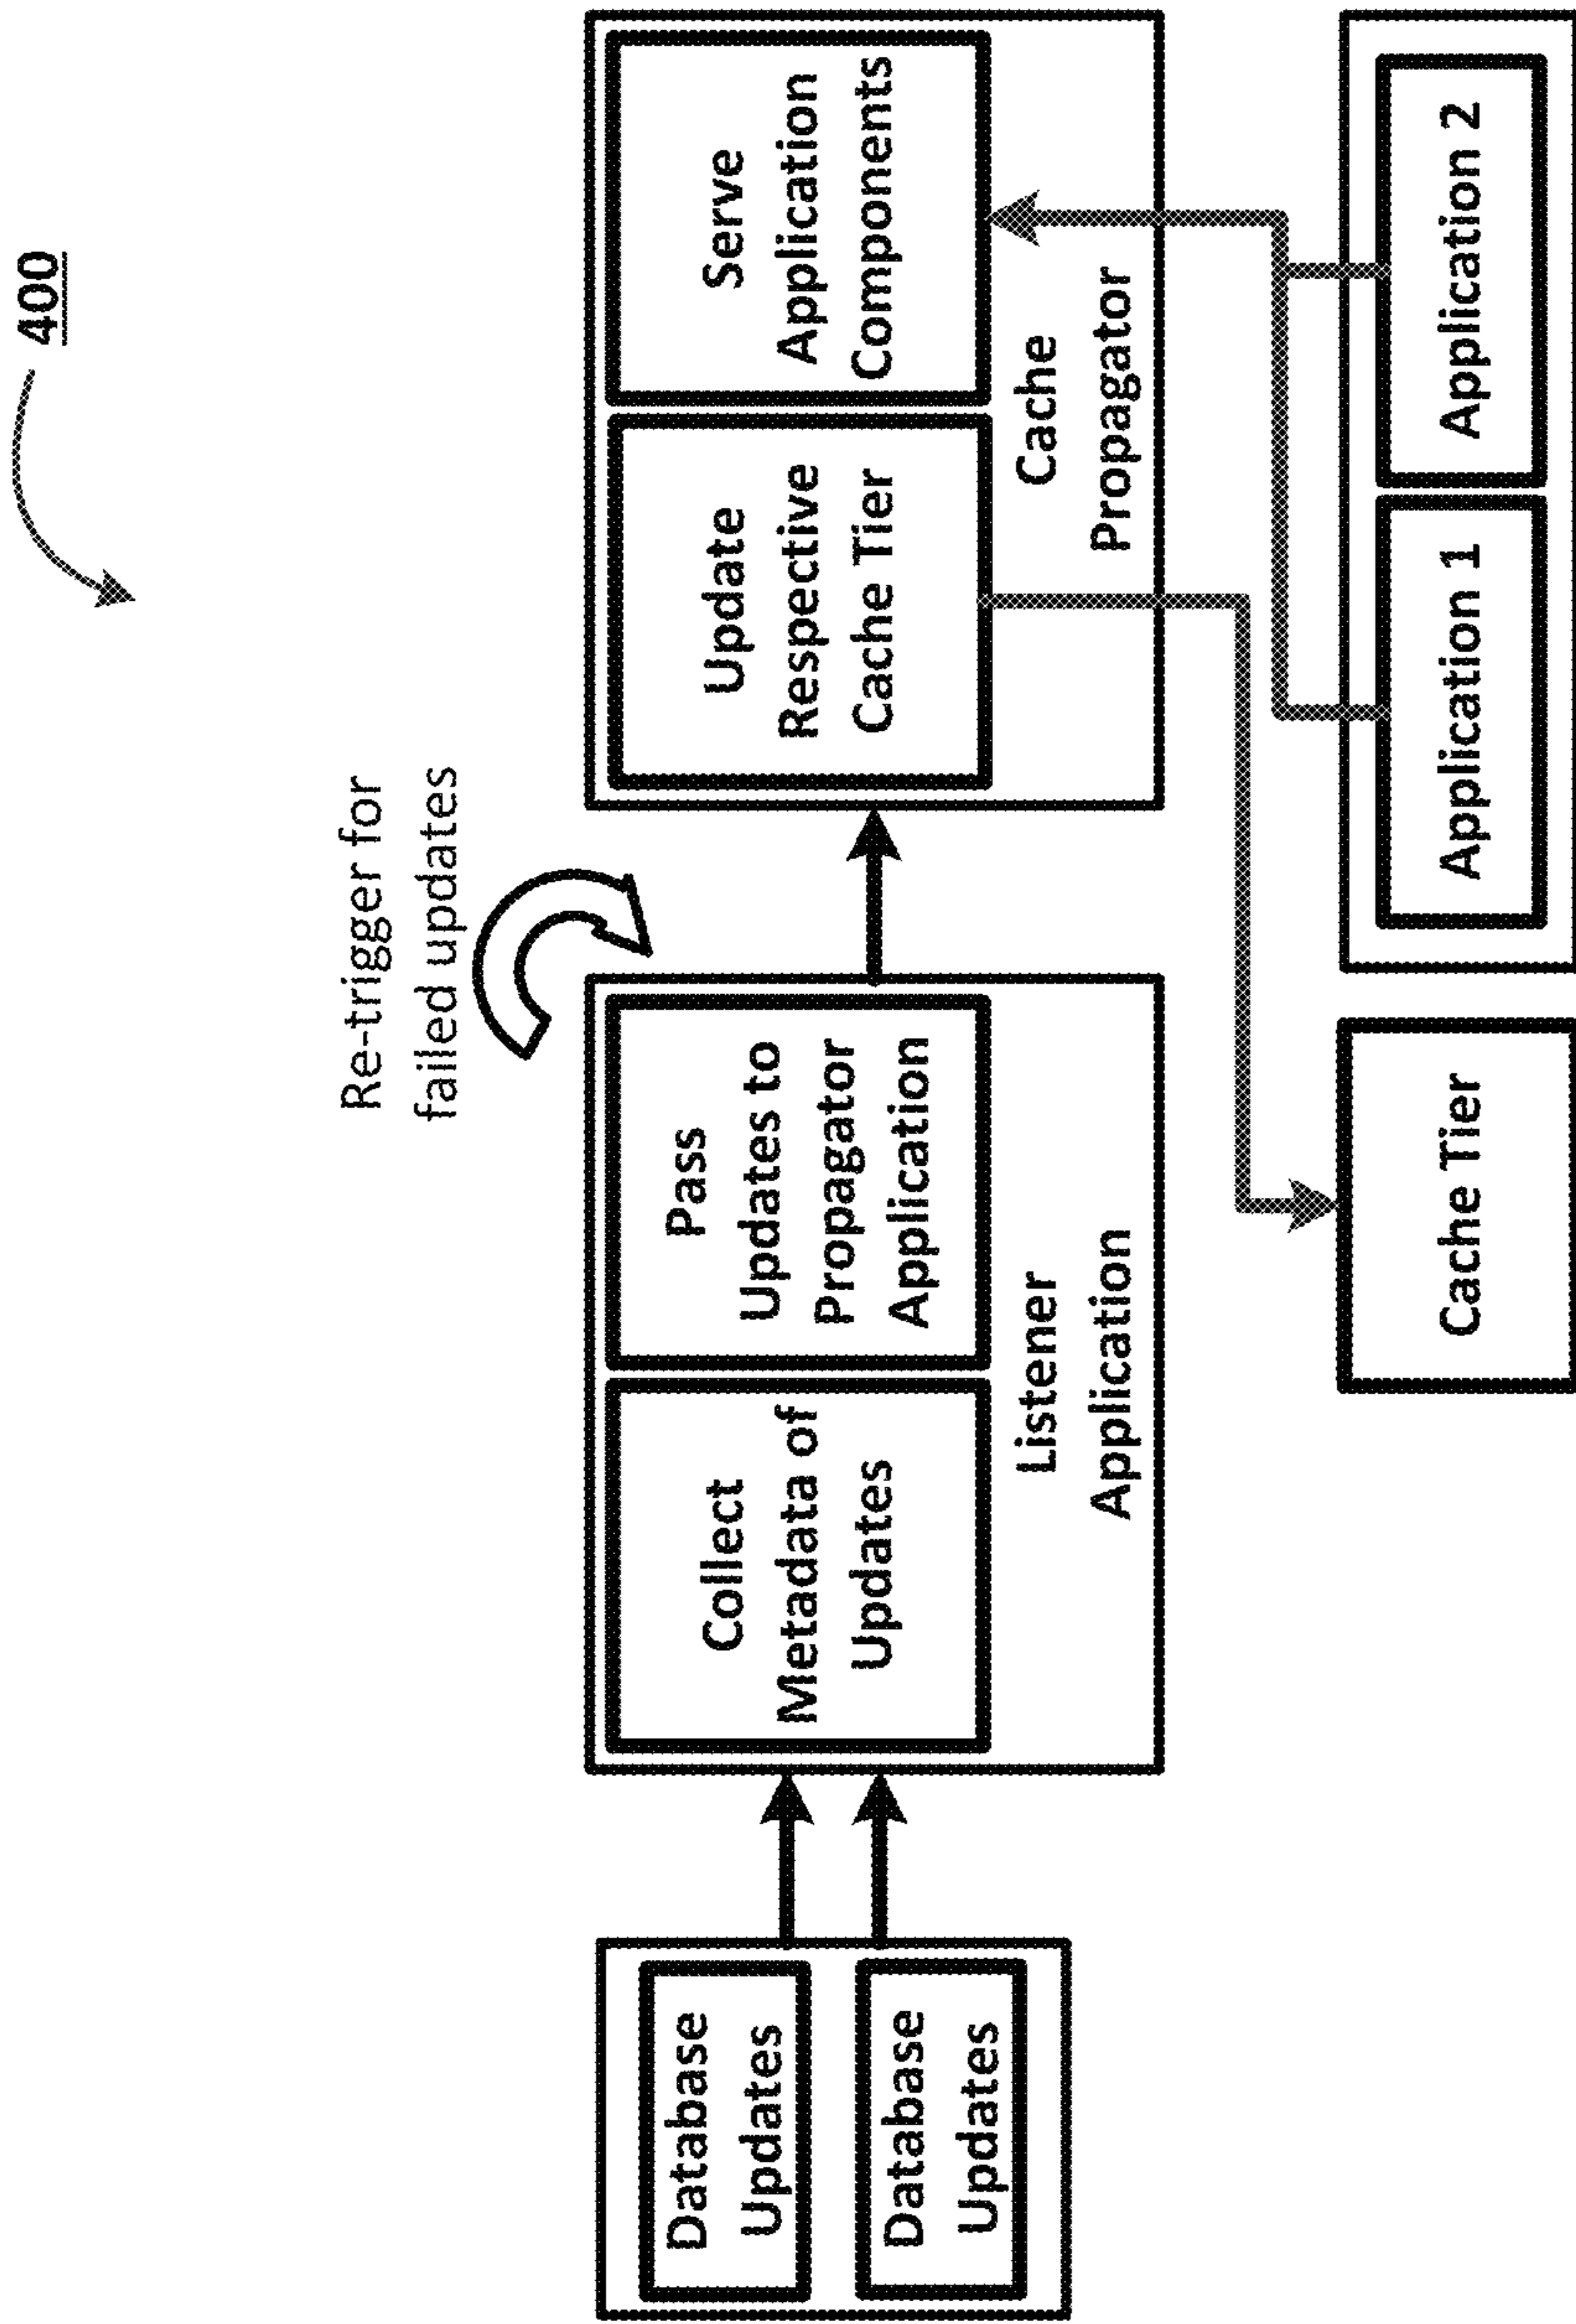 400
Re-trigger for
failed updates
Database
Updates
Database
Updates
Collect
Metadata of
Updates
Pass
Updates to
Propagator
Application
Listener
Application
Update
Respective
Cache Tier
Serve
Application
Components
Cache
Propagator
Cache Tier
Application 1
Application 2